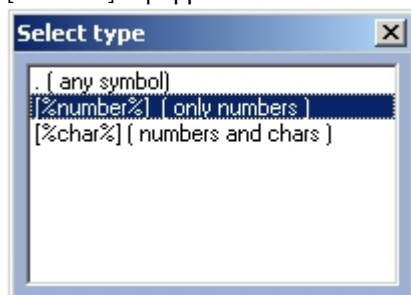 Select type
. ( any symbol)
[%number%] ( only numbers )
[%char%] ( numbers and chars )